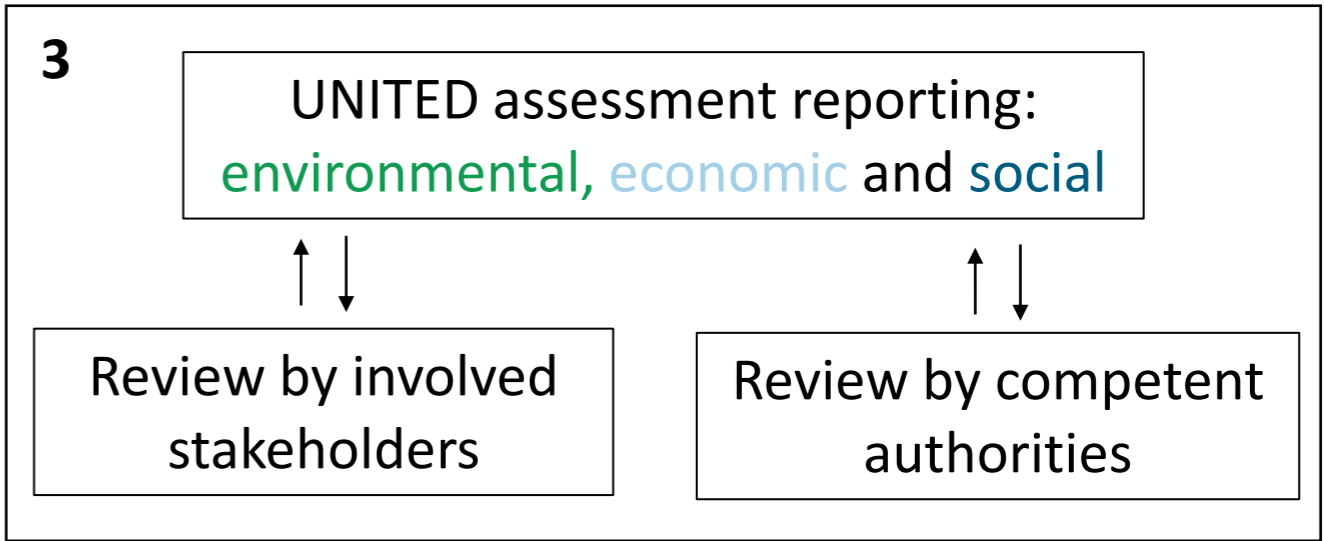 3
UNITED assessment reporting:
environmental, economic and social
Review by involved
stakeholders
Review by competent
authorities